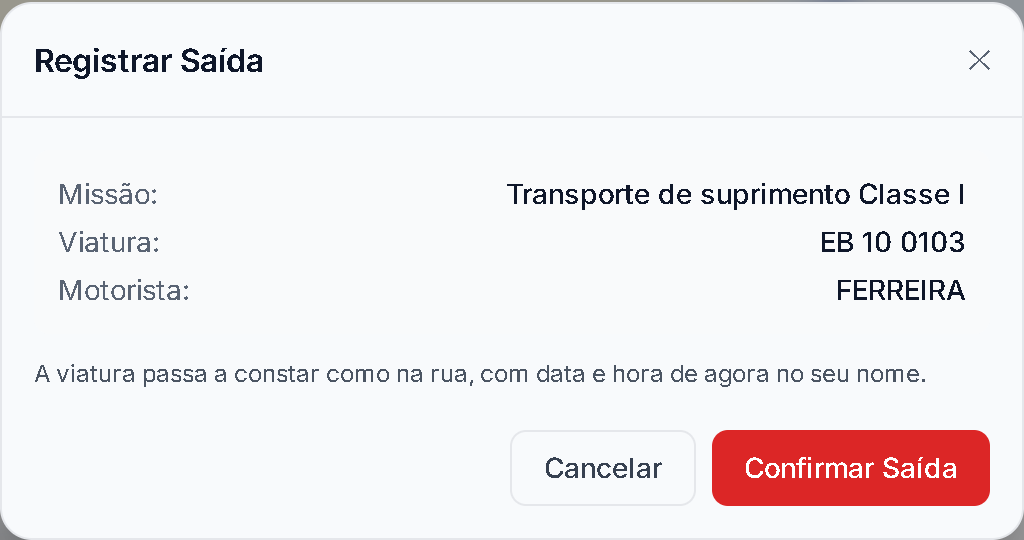 Registrar Saída
Missão: Transporte de suprimento Classe I
Viatura: EB 10 0103
Motorista: FERREIRA
A viatura passa a constar como na rua, com data e hora de agora no seu nome.
Cancelar Confirmar Saída